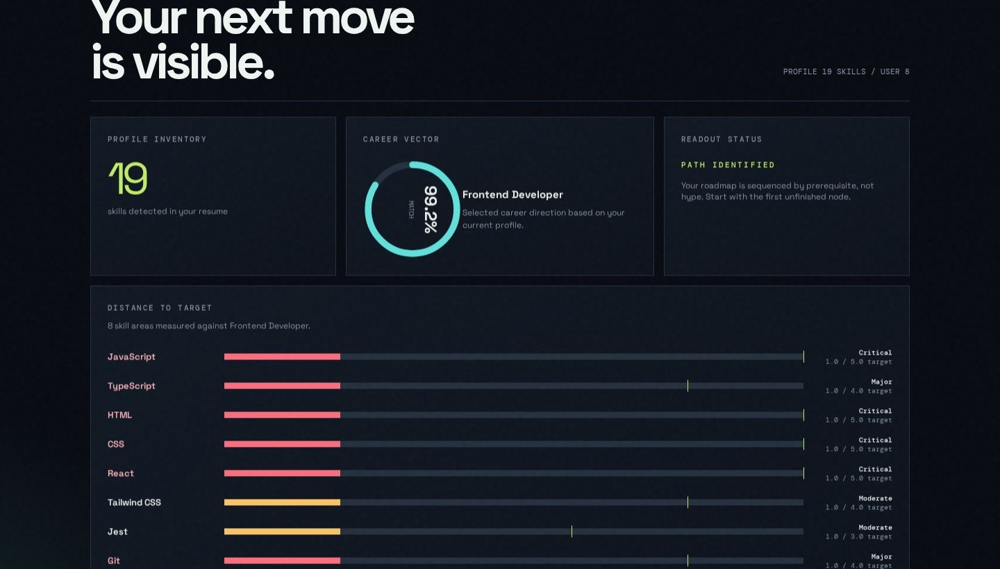 Your next move
is visible.
PROFILE 19 SKILLS / USER 8
PROFILE INVENTORY
19
skills detected in your resume
CAREER VECTOR
99.2%
MATCH
Frontend Developer
Selected career direction based on your
current profile.
READOUT STATUS
PATH IDENTIFIED
Your roadmap is sequenced by prerequisite, not
hype. Start with the first unfinished node.
DISTANCE TO TARGET
8 skill areas measured against Frontend Developer.
JavaScript
Critical
1.0 / 5.0 target
TypeScript
Major
1.0 / 4.0 target
HTML
Critical
1.0 / 5.0 target
CSS
Critical
1.0 / 5.0 target
React
Critical
1.0 / 5.0 target
Tailwind CSS
Moderate
1.0 / 4.0 target
Jest
Moderate
1.0 / 3.0 target
Git
Major
1.0 / 4.0 target